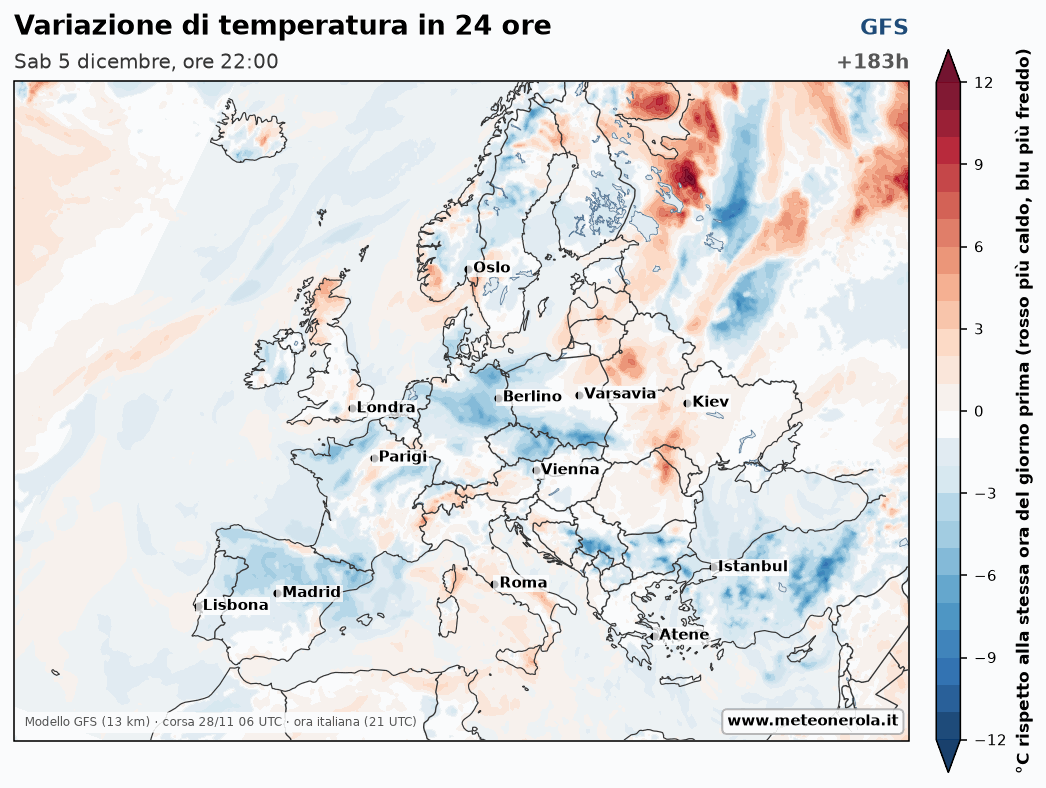 Variazione di temperatura in 24 ore
GFS
Sab 5 dicembre, ore 22:00
+183h
Oslo
Londra
Berlino
Varsavia
Kiev
Parigi
Vienna
Istanbul
Madrid
Roma
Lisbona
Atene
Modello GFS (13 km) · corsa 28/11 06 UTC · ora italiana (21 UTC)
www.meteonerola.it
12
9
6
3
0
−3
−6
−9
−12
°C rispetto alla stessa ora del giorno prima (rosso più caldo, blu più freddo)